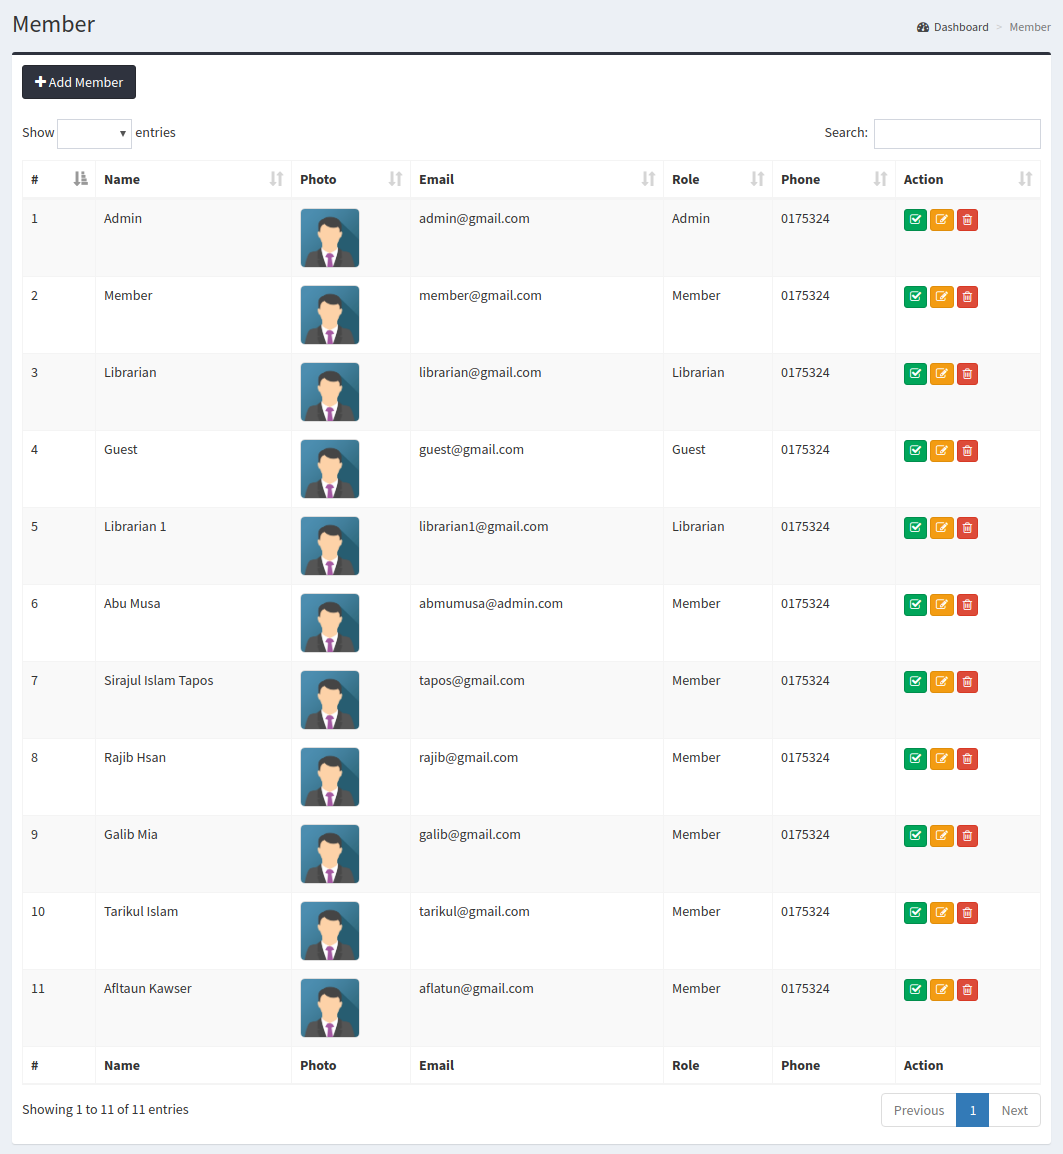 Member
Dashboard > Member
Add Member
Show entries Search:
# Name Photo Email Role Phone Action
1 Admin admin@gmail.com Admin 0175324
2 Member member@gmail.com Member 0175324
3 Librarian librarian@gmail.com Librarian 0175324
4 Guest guest@gmail.com Guest 0175324
5 Librarian 1 librarian1@gmail.com Librarian 0175324
6 Abu Musa abmumusa@admin.com Member 0175324
7 Sirajul Islam Tapos tapos@gmail.com Member 0175324
8 Rajib Hsan rajib@gmail.com Member 0175324
9 Galib Mia galib@gmail.com Member 0175324
10 Tarikul Islam tarikul@gmail.com Member 0175324
11 Afltaun Kawser aflatun@gmail.com Member 0175324
# Name Photo Email Role Phone Action
Showing 1 to 11 of 11 entries Previous 1 Next